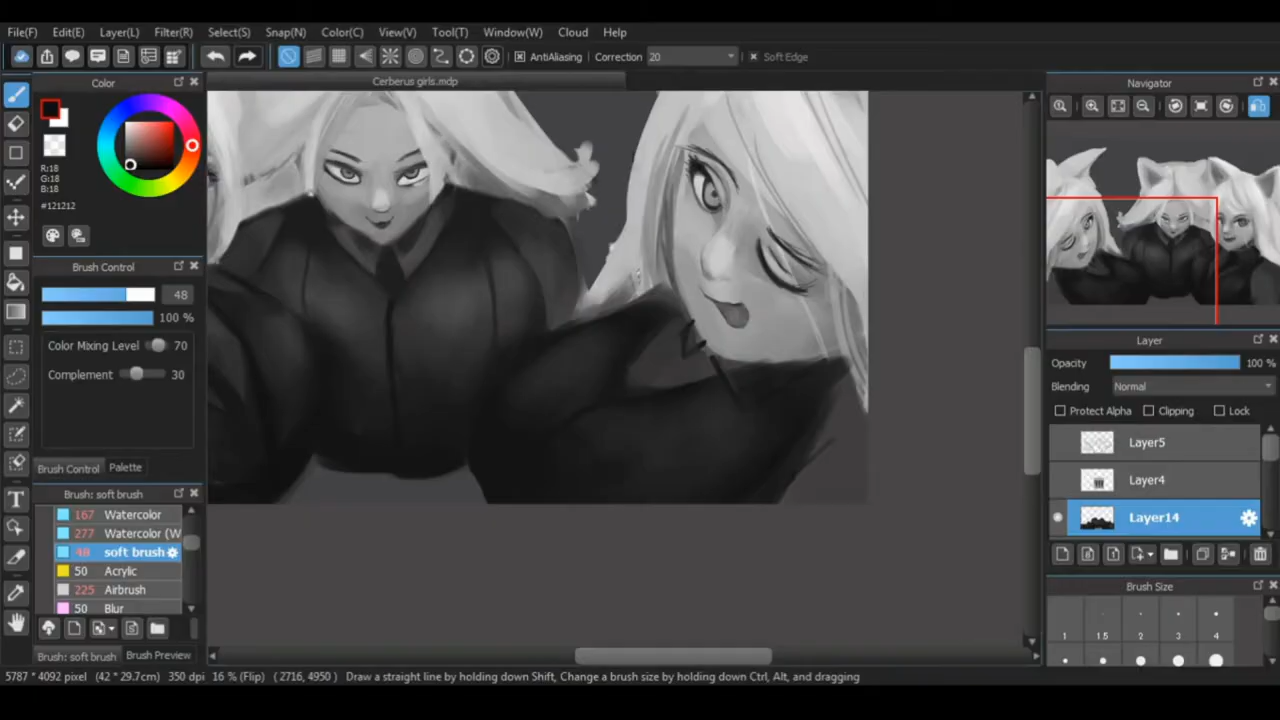 File(F) Edit(E) Layer(L) Filter(R) Select(S) Snap(N) Color(C) View(V) Tool(T) Window(W) Cloud Help
AntiAliasing Correction 20 Soft Edge
Color
Cerberus girls.mdp
Navigator
R:18
G:18
B:18
#121212
Brush Control
48
100 %
Color Mixing Level 70
Complement 30
Brush Control Palette
Brush: soft brush
167 Watercolor
277 Watercolor (W
48 soft brush
50 Acrylic
225 Airbrush
50 Blur
Brush: soft brush Brush Preview
Layer
Opacity 100 %
Blending Normal
Protect Alpha Clipping Lock
Layer5
Layer4
Layer14
Brush Size
1 1.5 2 3 4
5787 * 4092 pixel (42 * 29.7cm) 350 dpi 16 % (Flip) ( 2716, 4950 ) Draw a straight line by holding down Shift, Change a brush size by holding down Ctrl, Alt, and dragging